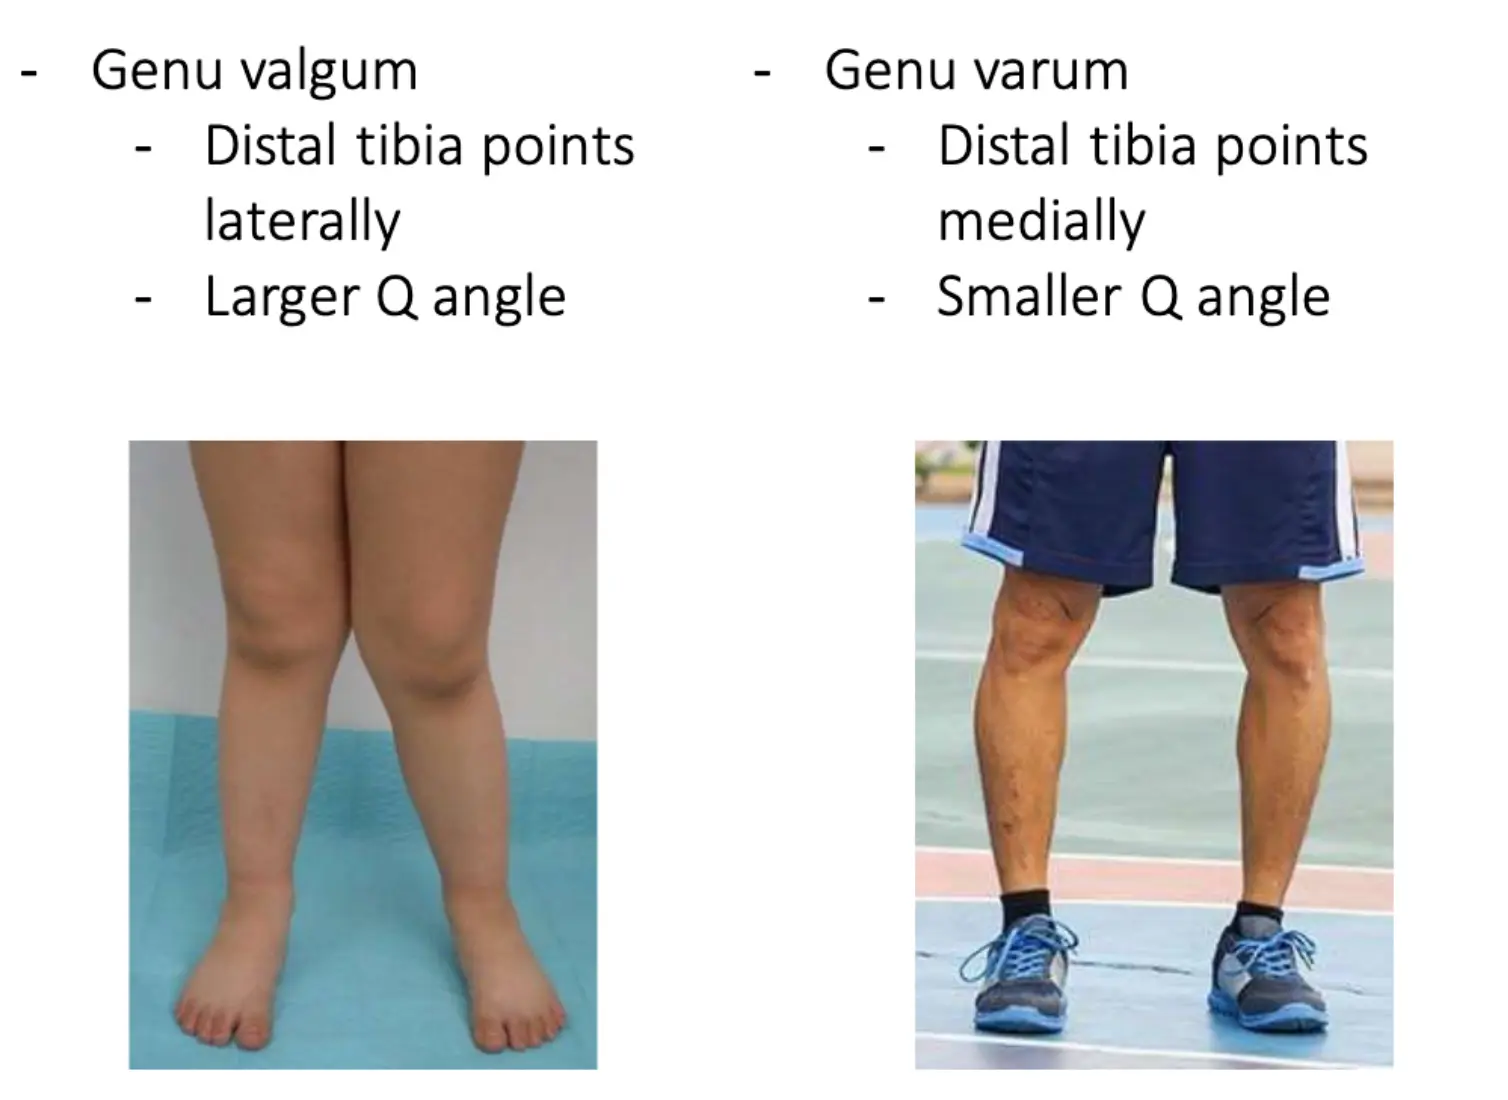 - Genu valgum
- Distal tibia points
laterally
- Larger Q angle
- Genu varum
- Distal tibia points
medially
- Smaller Q angle